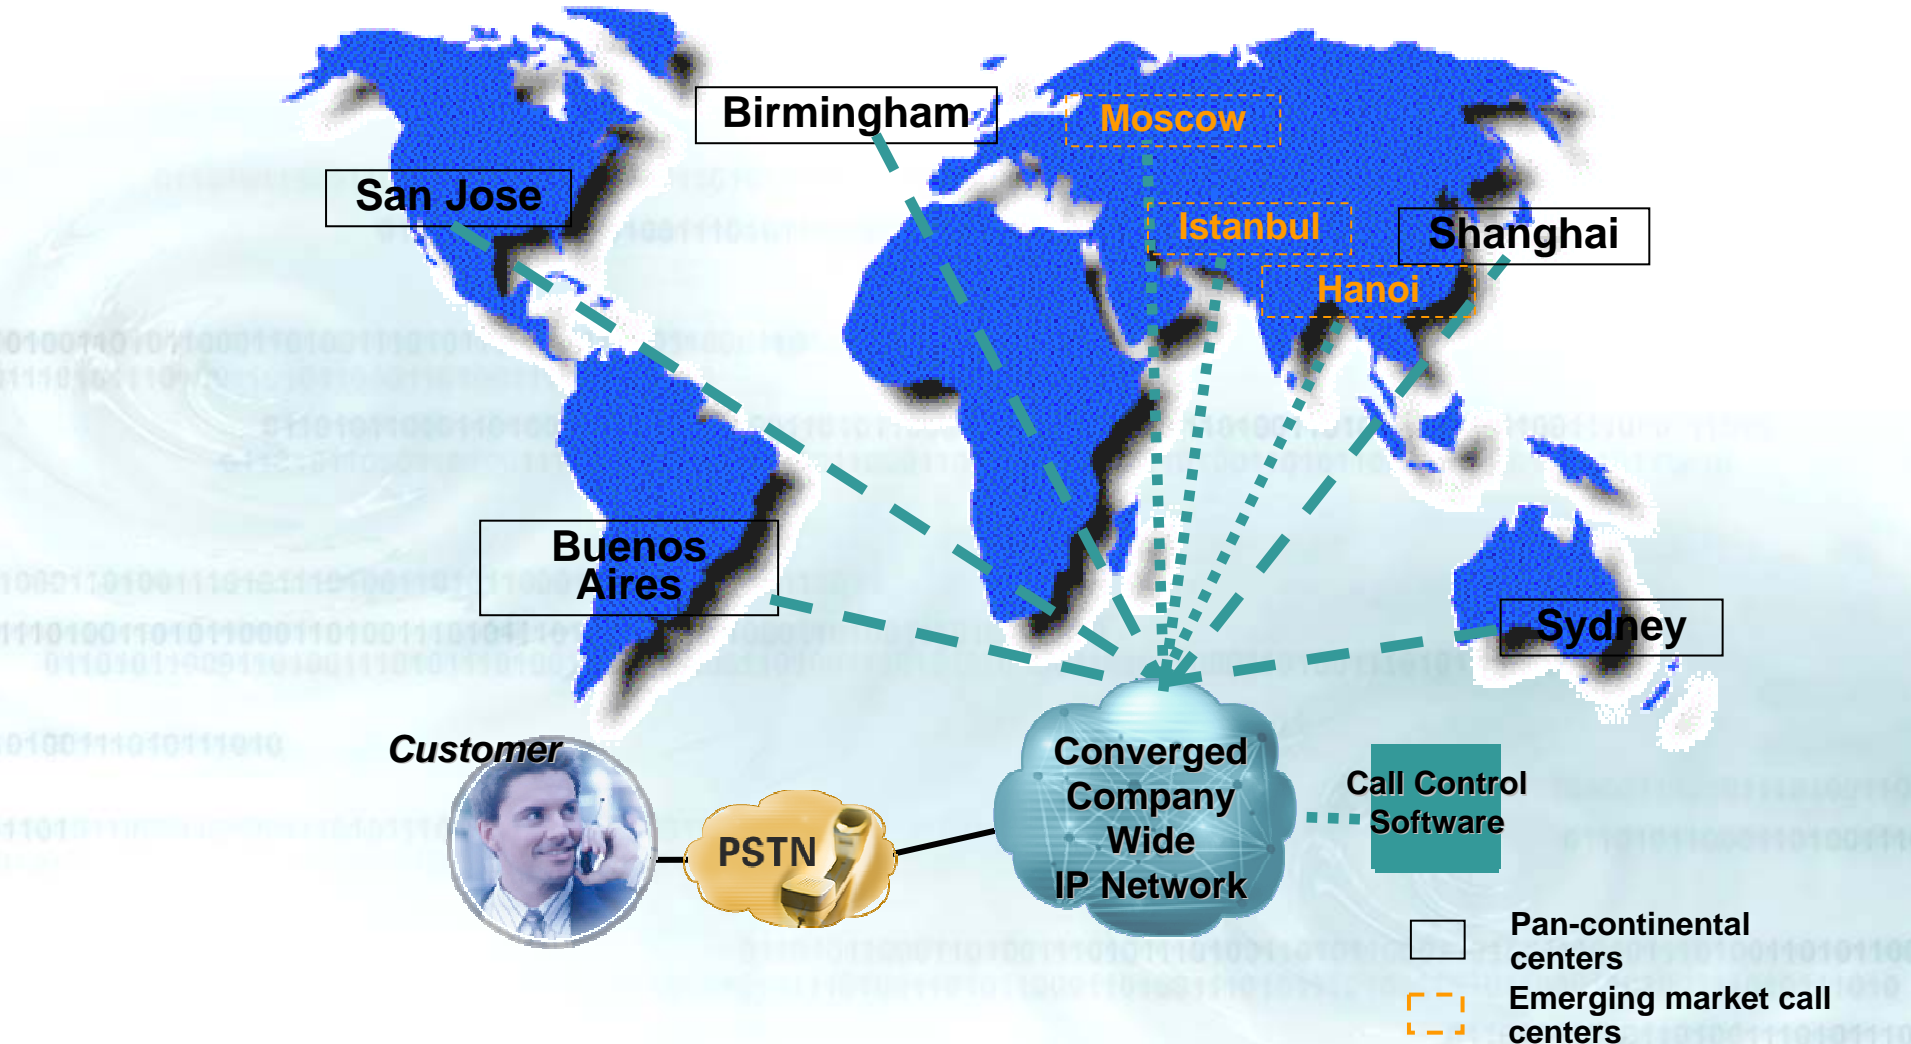 Birmingham
Moscow
San Jose
Istanbul
Shanghai
Hanoi
Buenos
Aires
Sydney
Customer
PSTN
Converged
Company
Wide
IP Network
Call Control
Software
Pan-continental
centers
Emerging market call
centers